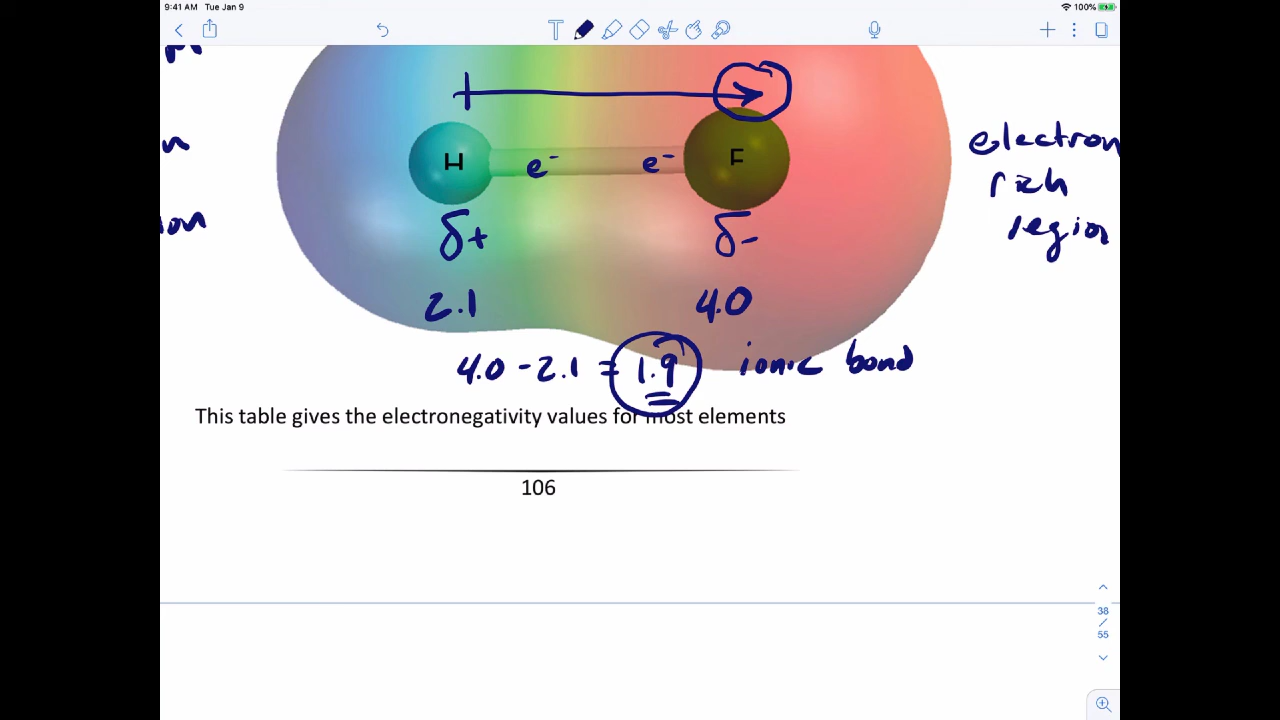 9:41 AM Tue Jan 9
100%
T
H e- e- F
electron
rich
region
δ+ δ-
2.1 4.0
4.0 - 2.1 = 1.9 ionic bond
This table gives the electronegativity values for most elements
106
38
/
55